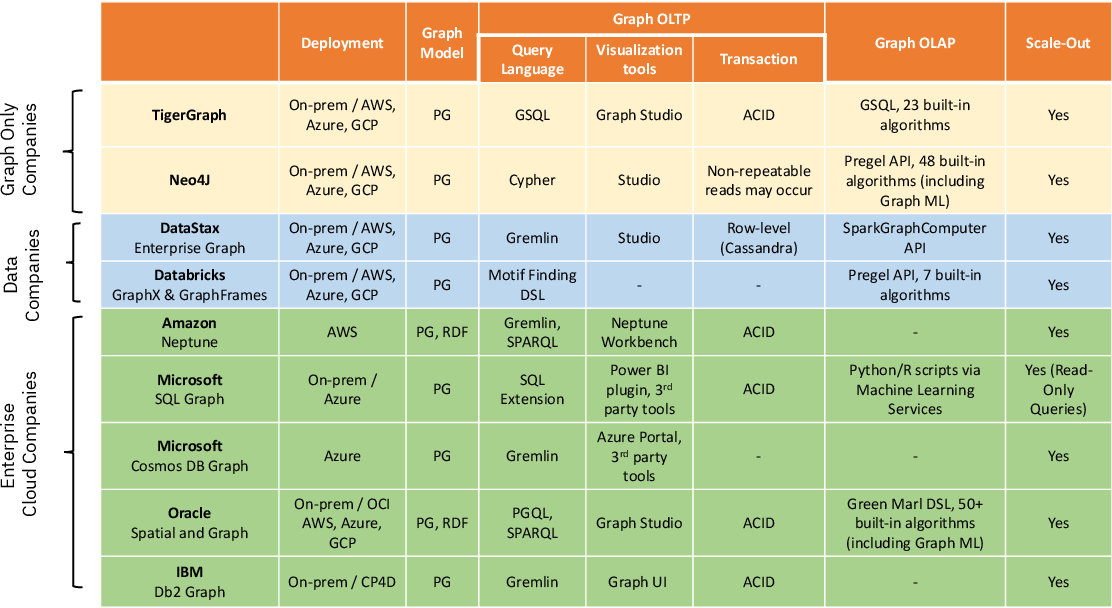 Graph OLTP
Deployment
Graph
Model
Query
Language
Visualization
tools
Transaction
Graph OLAP
Scale-Out
Graph Only
Companies
TigerGraph
On-prem / AWS,
Azure, GCP
PG
GSQL
Graph Studio
ACID
GSQL, 23 built-in
algorithms
Yes
Neo4J
On-prem / AWS,
Azure, GCP
PG
Cypher
Studio
Non-repeatable
reads may occur
Pregel API, 48 built-in
algorithms (including
Graph ML)
Yes
Data
Companies
DataStax
Enterprise Graph
On-prem / AWS,
Azure, GCP
PG
Gremlin
Studio
Row-level
(Cassandra)
SparkGraphComputer
API
Yes
Databricks
GraphX & GraphFrames
On-prem / AWS,
Azure, GCP
PG
Motif Finding
DSL
-
-
Pregel API, 7 built-in
algorithms
Yes
Enterprise
Cloud Companies
Amazon
Neptune
AWS
PG, RDF
Gremlin,
SPARQL
Neptune
Workbench
ACID
-
Yes
Microsoft
SQL Graph
On-prem /
Azure
PG
SQL
Extension
Power BI
plugin, 3rd
party tools
ACID
Python/R scripts via
Machine Learning
Services
Yes (Read-
Only
Queries)
Microsoft
Cosmos DB Graph
Azure
PG
Gremlin
Azure Portal,
3rd party
tools
-
-
Yes
Oracle
Spatial and Graph
On-prem / OCI
AWS, Azure,
GCP
PG, RDF
PGQL,
SPARQL
Graph Studio
ACID
Green Marl DSL, 50+
built-in algorithms
(including Graph ML)
Yes
IBM
Db2 Graph
On-prem / CP4D
PG
Gremlin
Graph UI
ACID
-
Yes